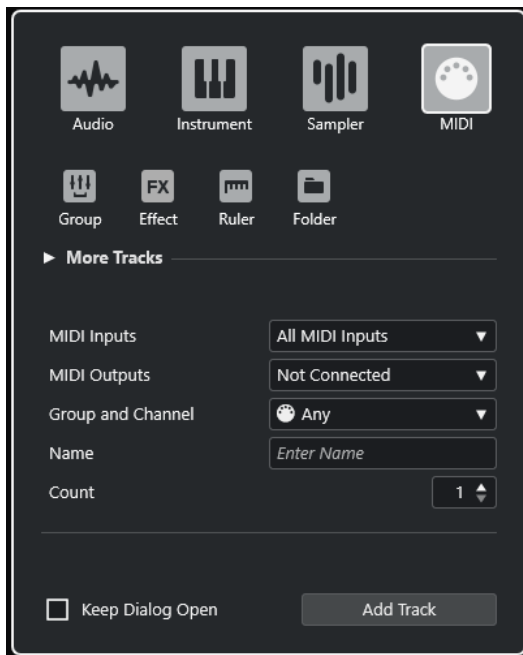 Audio Instrument Sampler MIDI
FX
Group Effect Ruler Folder
More Tracks
MIDI Inputs All MIDI Inputs
MIDI Outputs Not Connected
Group and Channel Any
Name Enter Name
Count 1
Keep Dialog Open Add Track